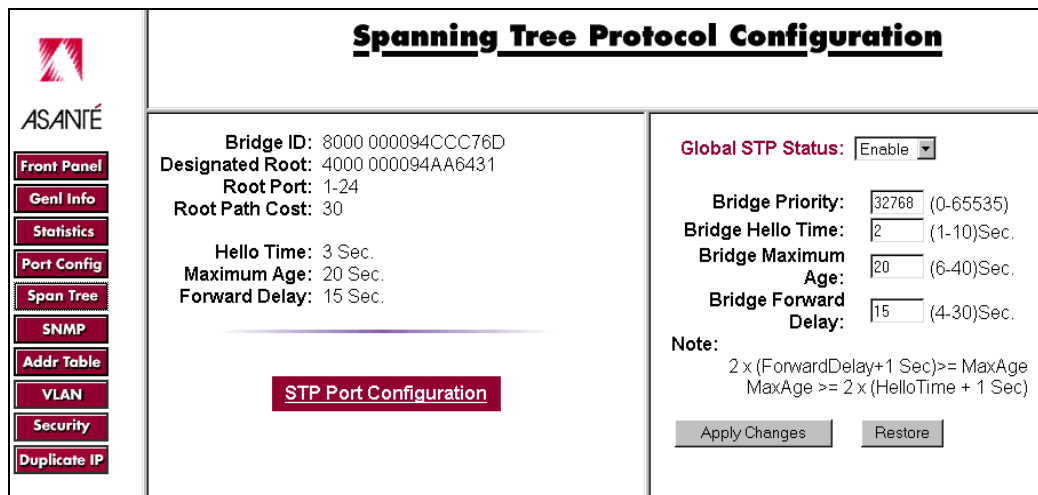 Spanning Tree Protocol Configuration
ASANTÉ
Front Panel
Genl Info
Statistics
Port Config
Span Tree
SNMP
Addr Table
VLAN
Security
Duplicate IP
Bridge ID: 8000 000094CCC76D
Designated Root: 4000 000094AA6431
Root Port: 1-24
Root Path Cost: 30
Hello Time: 3 Sec.
Maximum Age: 20 Sec.
Forward Delay: 15 Sec.
STP Port Configuration
Global STP Status: Enable
Bridge Priority: 32768 (0-65535)
Bridge Hello Time: 2 (1-10)Sec.
Bridge Maximum
Age: 20 (6-40)Sec.
Bridge Forward
Delay: 15 (4-30)Sec.
Note:
2 x (ForwardDelay+1 Sec)>= MaxAge
MaxAge >= 2 x (HelloTime + 1 Sec)
Apply Changes Restore